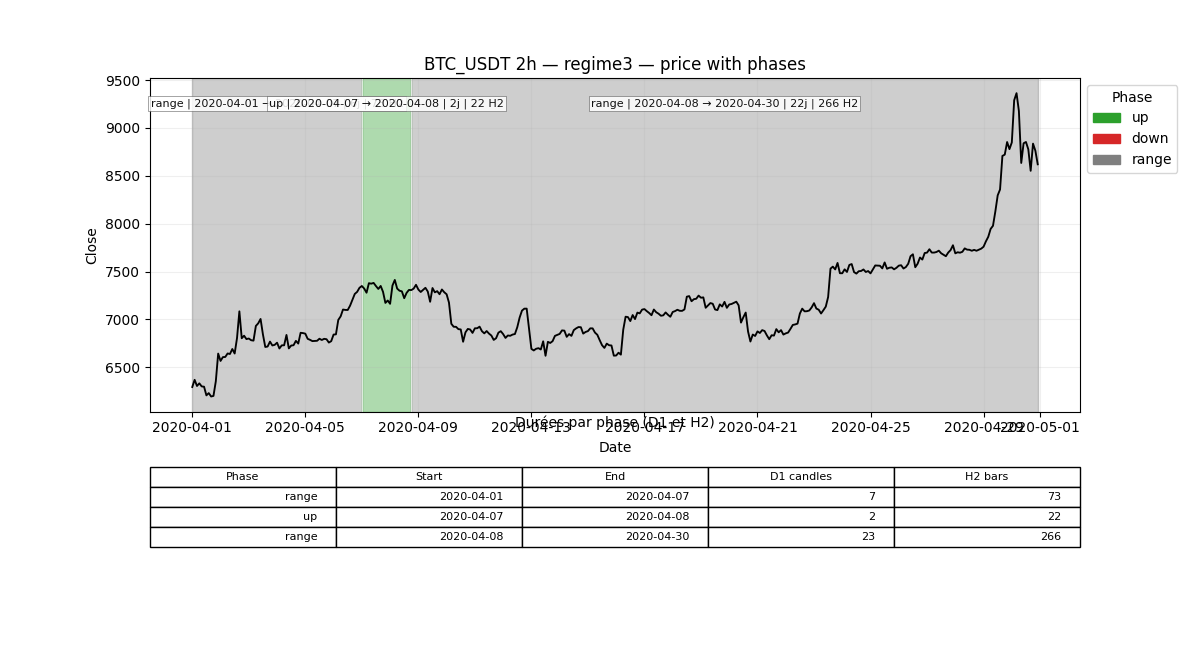 BTC_USDT 2h — regime3 — price with phases
9500
9000
8500
8000
7500
7000
6500
Close
range | 2020-04-01
up | 2020-04-07 → 2020-04-08 | 2j | 22 H2
range | 2020-04-08 → 2020-04-30 | 22j | 266 H2
Phase
up
down
range
2020-04-01 2020-04-05 2020-04-09 2020-04-13 2020-04-17 2020-04-21 2020-04-25 2020-04-29 2020-05-01
Durées par phase (D1 et H2)
Date
Phase Start End D1 candles H2 bars
range 2020-04-01 2020-04-07 7 73
up 2020-04-07 2020-04-08 2 22
range 2020-04-08 2020-04-30 23 266